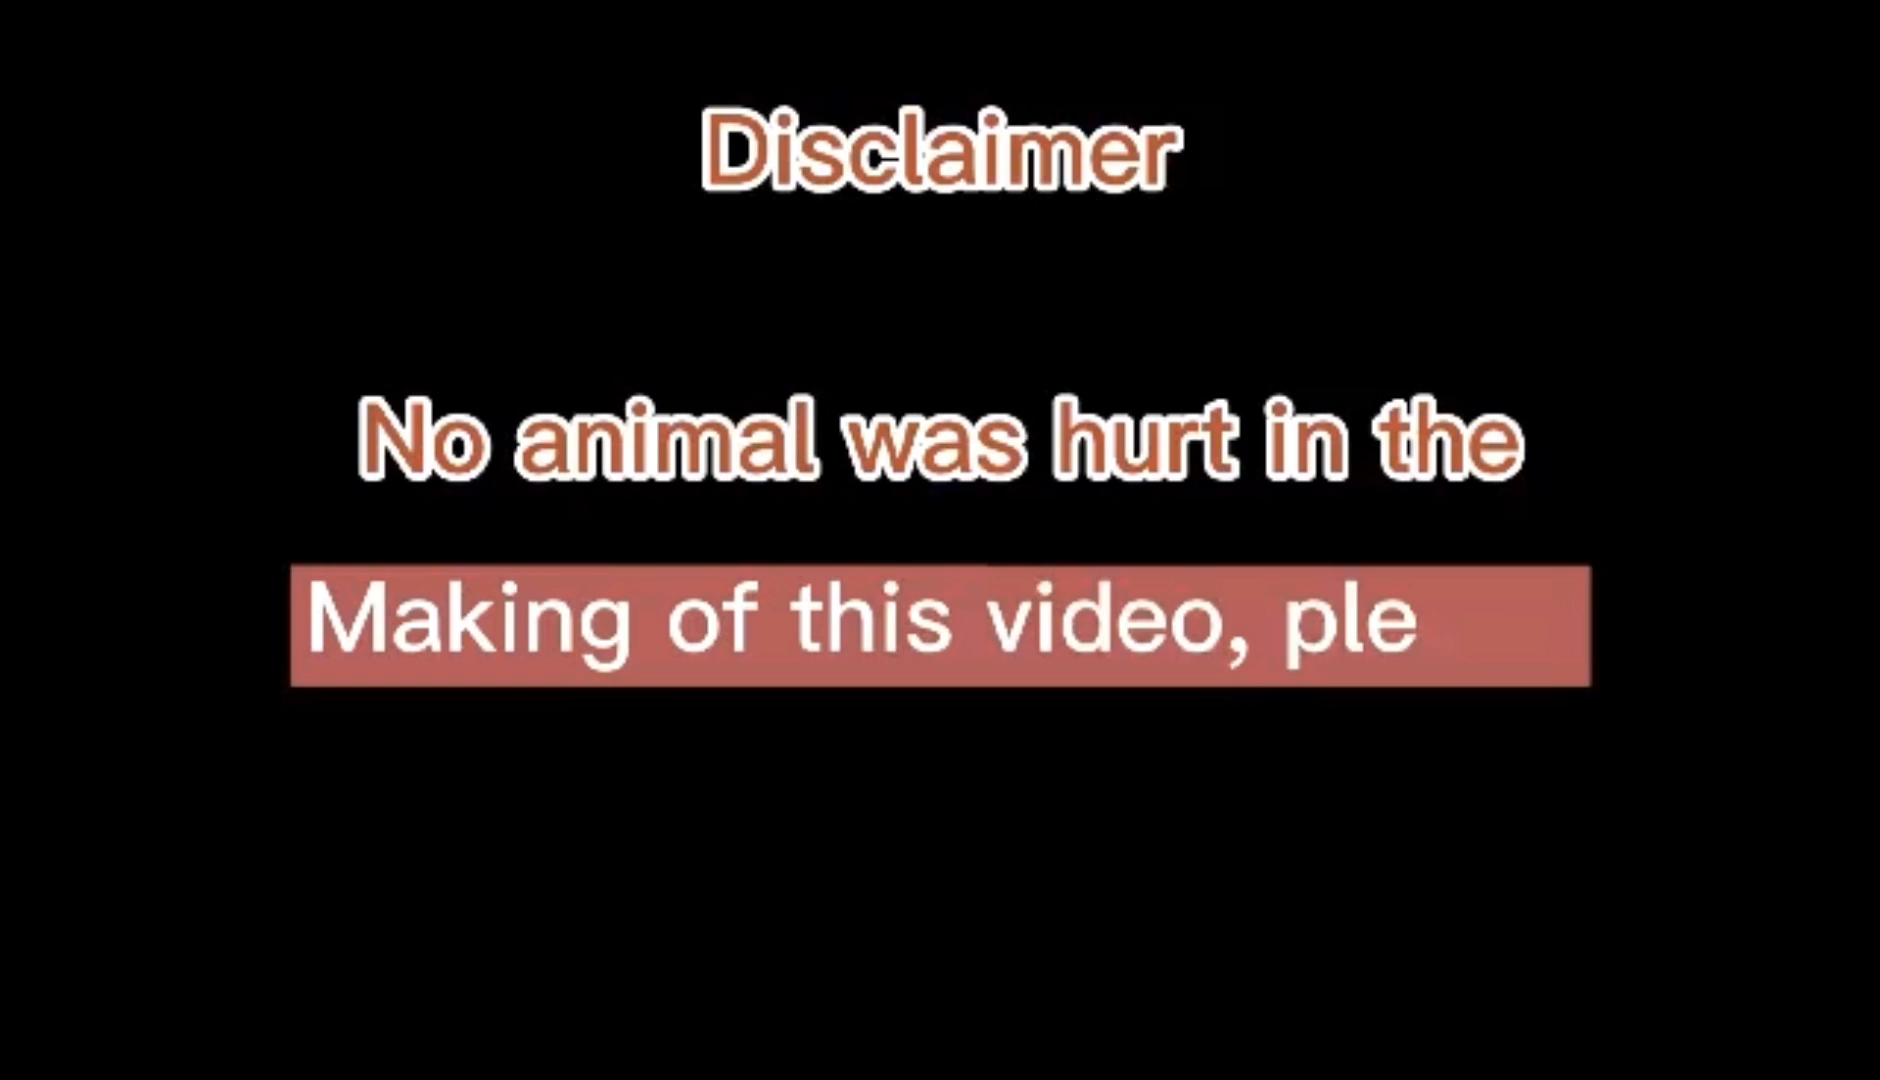 Disclaimer
No animal was hurt in the
Making of this video, ple